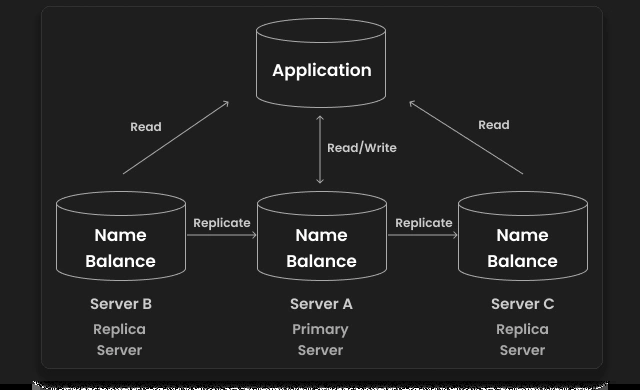 Application
Read
Read
Read/Write
Replicate
Replicate
Name
Balance
Name
Balance
Name
Balance
Server B
Server A
Server C
Replica
Server
Primary
Server
Replica
Server